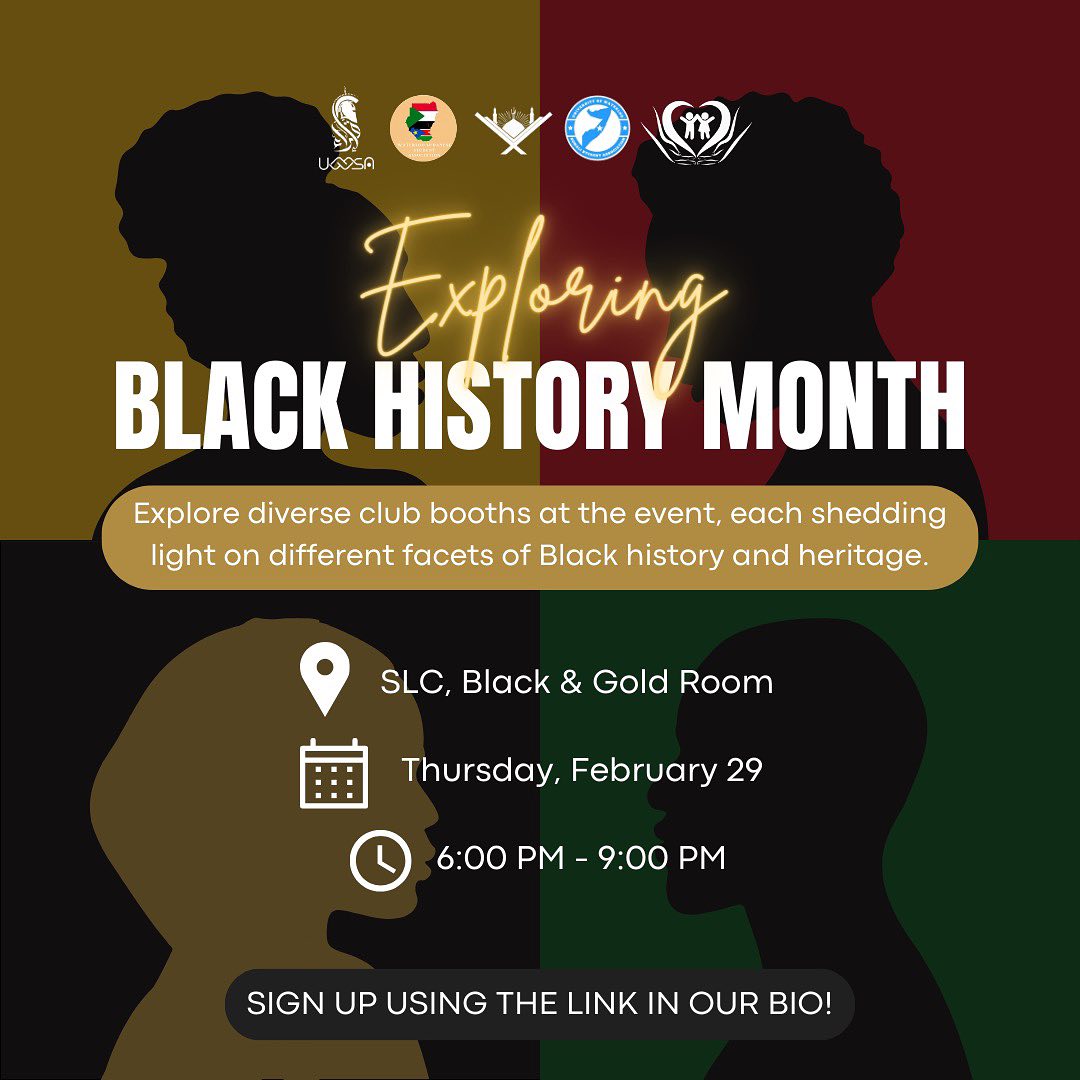 UWSSA
Exploring
BLACK HISTORY MONTH
Explore diverse club booths at the event, each shedding
light on different facets of Black history and heritage.
SLC, Black & Gold Room
Thursday, February 29
6:00 PM - 9:00 PM
SIGN UP USING THE LINK IN OUR BIO!